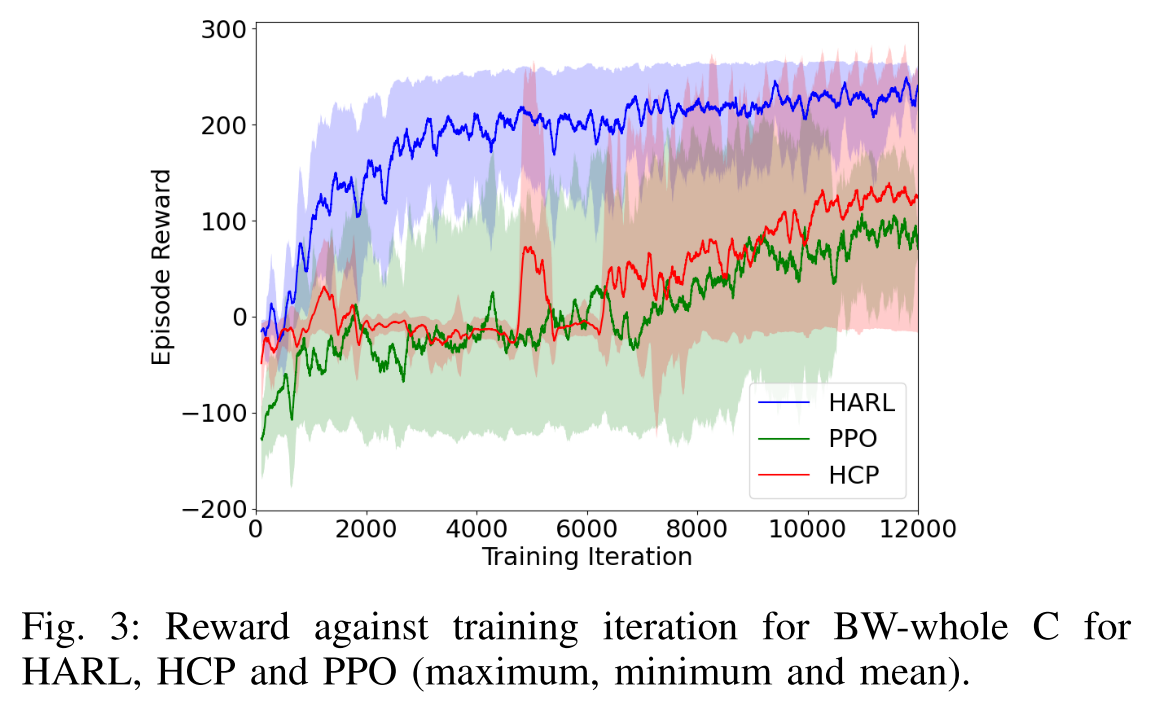 300
200
100
0
−100
−200
Episode Reward
HARL
PPO
HCP
0 2000 4000 6000 8000 10000 12000
Training Iteration
Fig. 3: Reward against training iteration for BW-whole C for
HARL, HCP and PPO (maximum, minimum and mean).